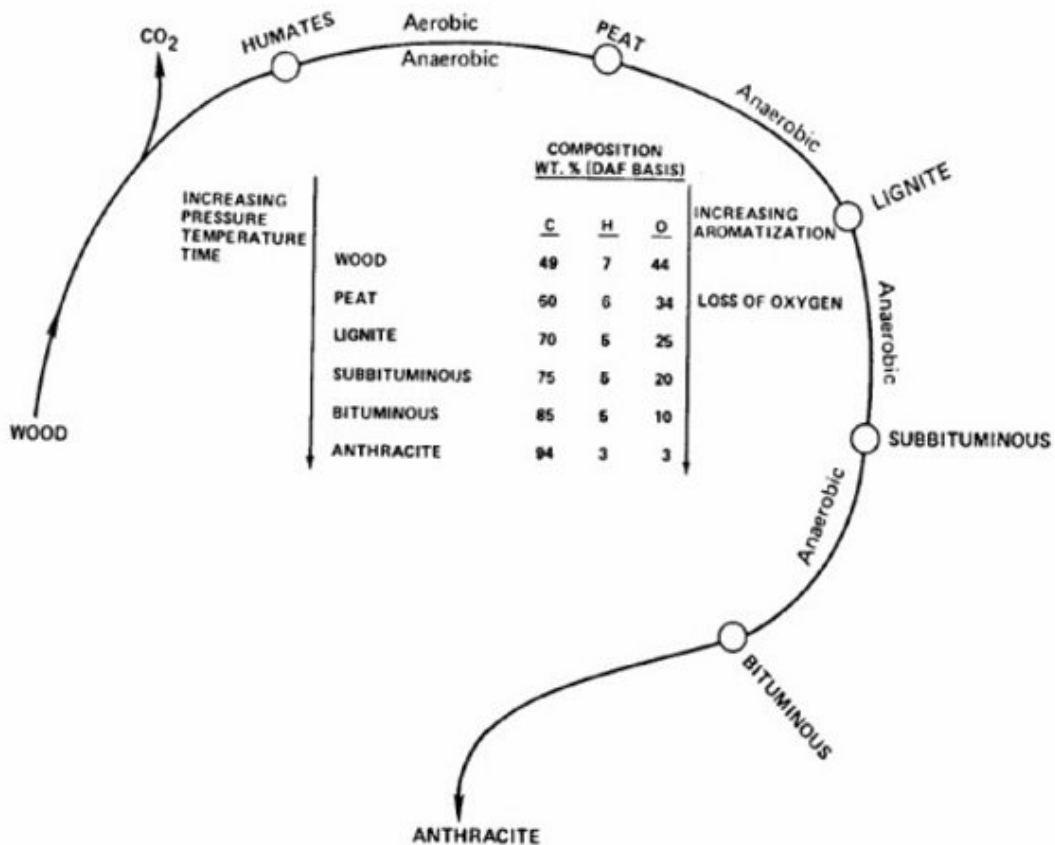 CO2
HUMATES
Aerobic
Anaerobic
PEAT
Anaerobic
LIGNITE
Anaerobic
SUBBITUMINOUS
Anaerobic
BITUMINOUS
ANTHRACITE
WOOD
INCREASING
PRESSURE
TEMPERATURE
TIME
COMPOSITION
WT. % (DAF BASIS)
C H O
WOOD 49 7 44
PEAT 60 6 34
LIGNITE 70 5 25
SUBBITUMINOUS 75 5 20
BITUMINOUS 85 5 10
ANTHRACITE 94 3 3
INCREASING
AROMATIZATION
LOSS OF OXYGEN